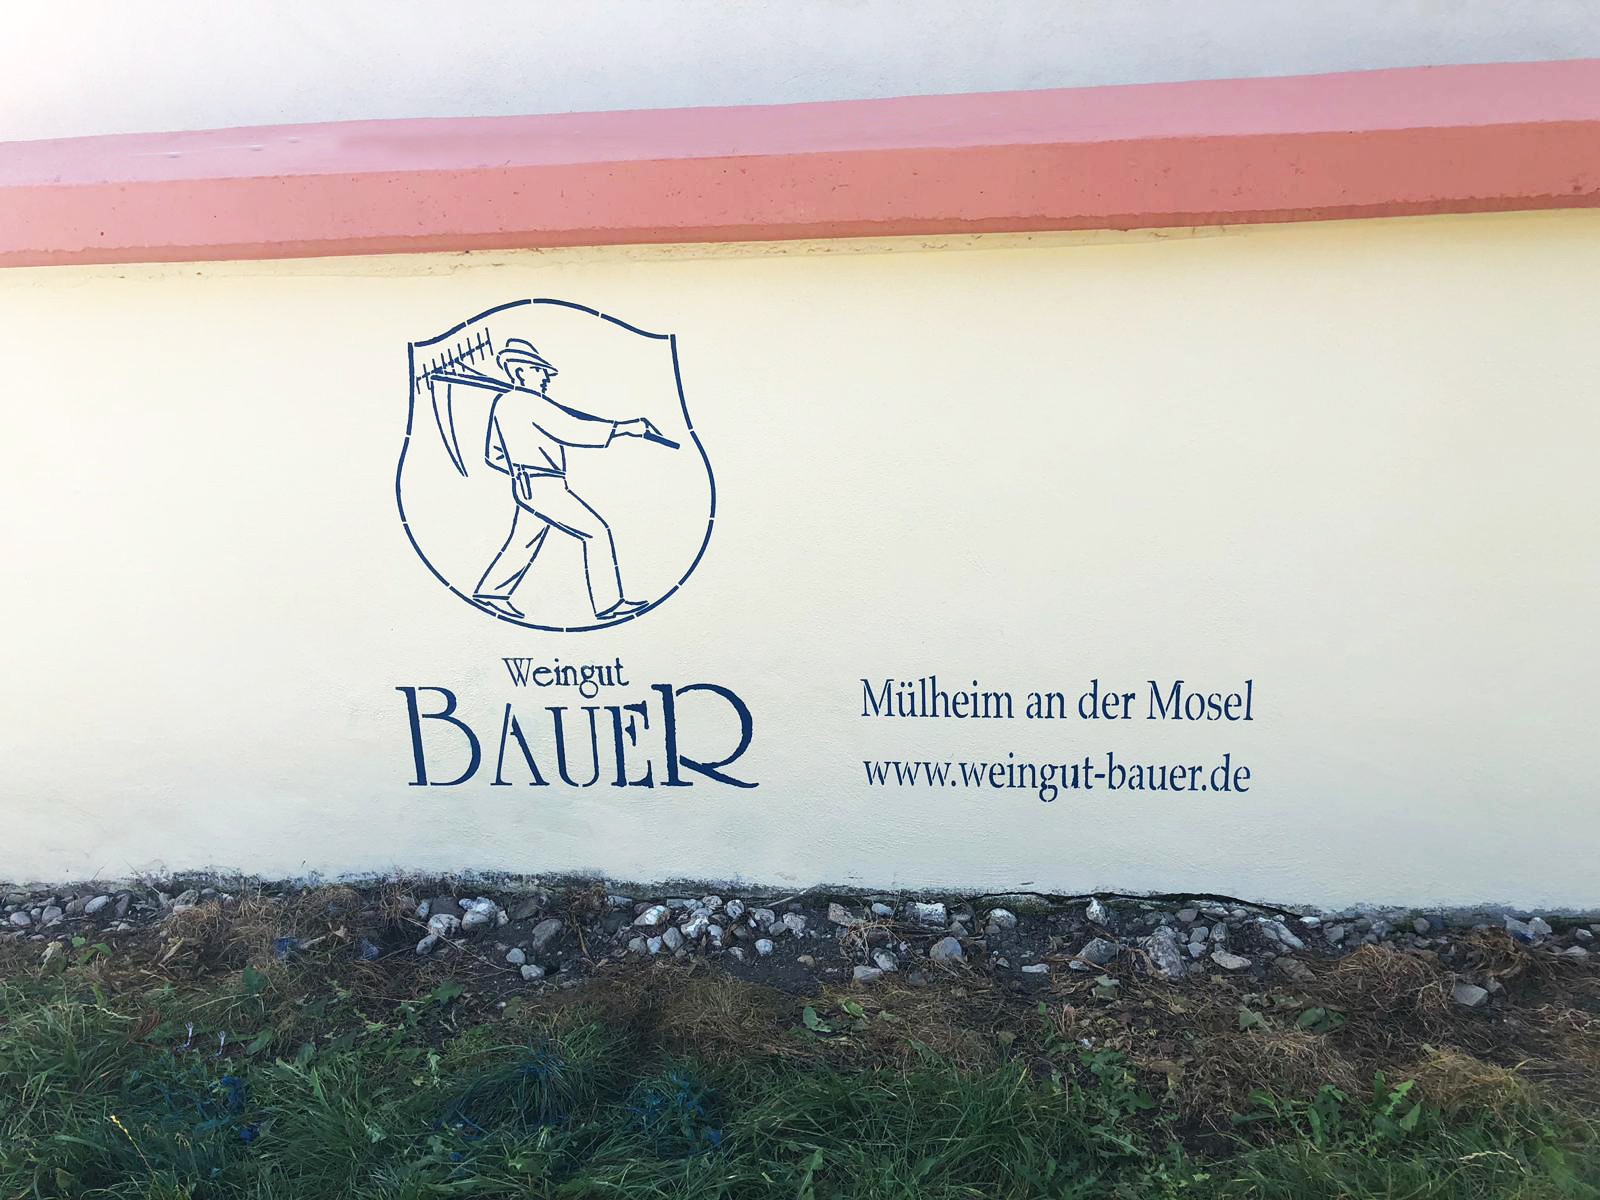 Weingut
BAUER
Mülheim an der Mosel
www.weingut-bauer.de